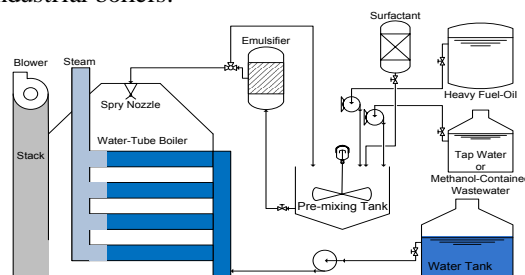 ndustrial boilers.
Surfactant
Emulsifier
Blower
Steam
Heavy Fuel-Oil
Spry Nozzle
Water-Tube Boiler
Stack
Tap Water
or
Methanol-Containe
Wastewater
Pre-mixing Tank
Water Tank